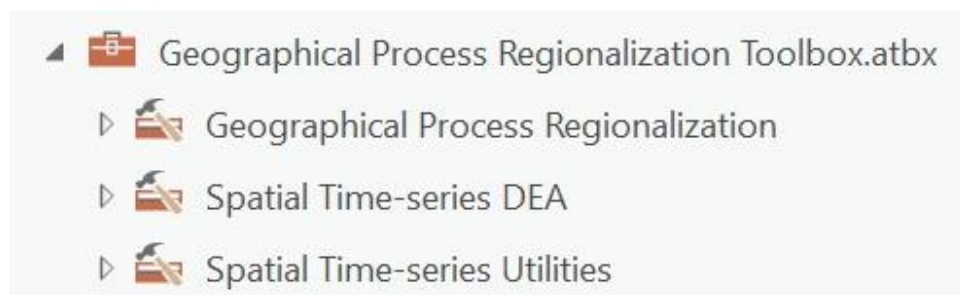 Geographical Process Regionalization Toolbox.atbx
Geographical Process Regionalization
Spatial Time-series DEA
Spatial Time-series Utilities